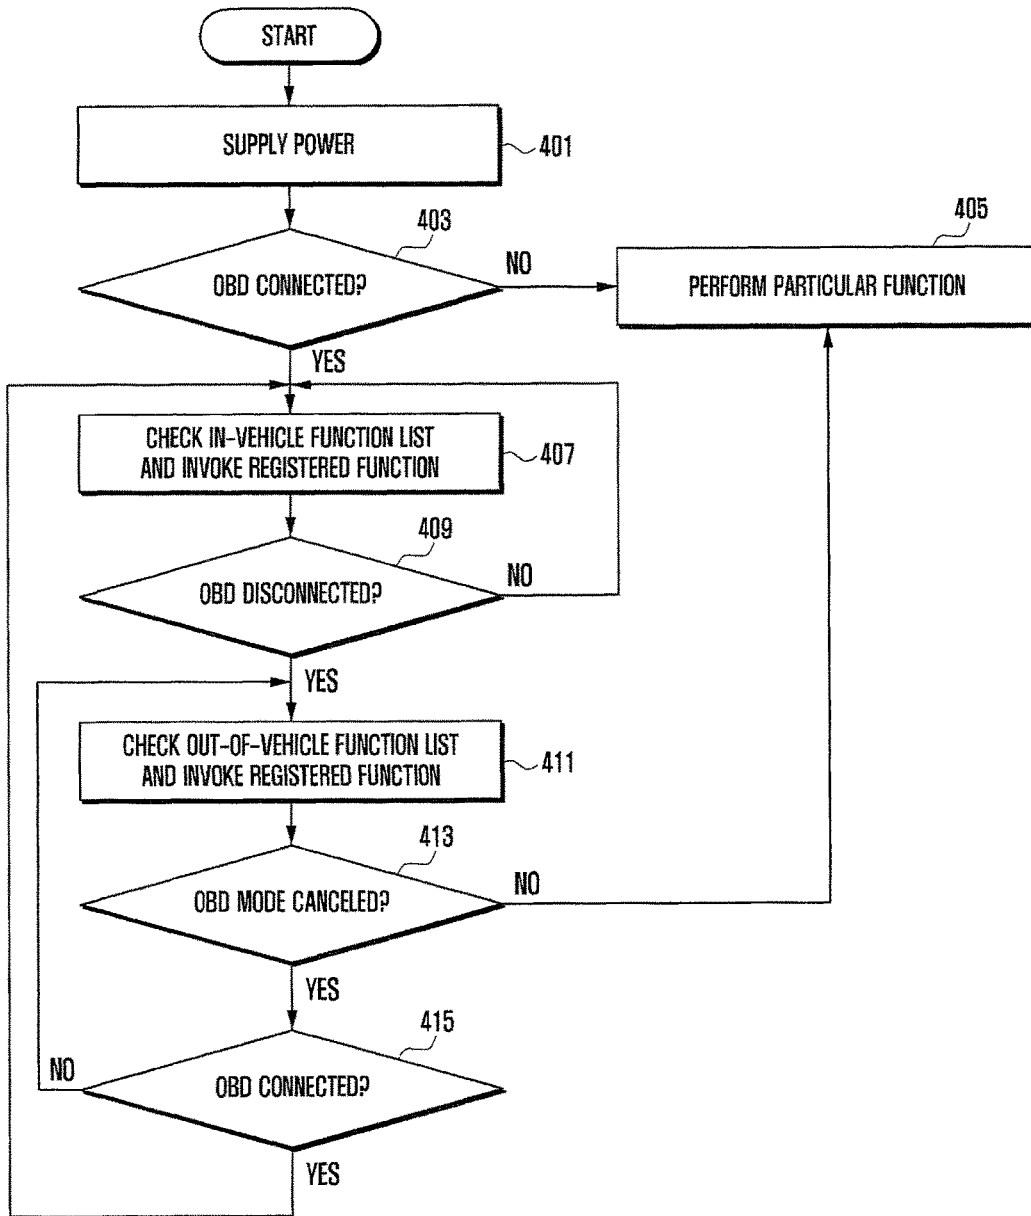 START
SUPPLY POWER
401
403
OBD CONNECTED?
NO
405
PERFORM PARTICULAR FUNCTION
YES
CHECK IN-VEHICLE FUNCTION LIST
AND INVOKE REGISTERED FUNCTION
407
409
OBD DISCONNECTED?
NO
YES
CHECK OUT-OF-VEHICLE FUNCTION LIST
AND INVOKE REGISTERED FUNCTION
411
413
OBD MODE CANCELED?
NO
YES
415
OBD CONNECTED?
NO
YES